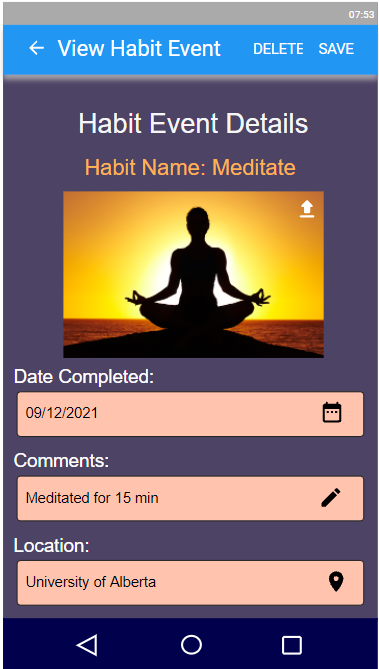 07:53
View Habit Event DELETE SAVE
Habit Event Details
Habit Name: Meditate
Date Completed:
09/12/2021
Comments:
Meditated for 15 min
Location:
University of Alberta